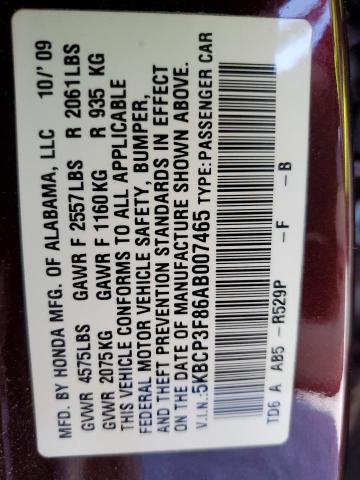 MFD. BY HONDA MFG. OF ALABAMA, LLC 10/'09
GVWR 4575LBS GAWR F 2557LBS R 2061LBS
GVWR 2075KG GAWR F 1160KG R 935 KG
THIS VEHICLE CONFORMS TO ALL APPLICABLE
FEDERAL MOTOR VEHICLE SAFETY, BUMPER,
AND THEFT PREVENTION STANDARDS IN EFFECT
ON THE DATE OF MANUFACTURE SHOWN ABOVE.
V.I.N.:5KBCP3F86AB007465 TYPE:PASSENGER CAR
TD6 A AB5 -R529P -F -B